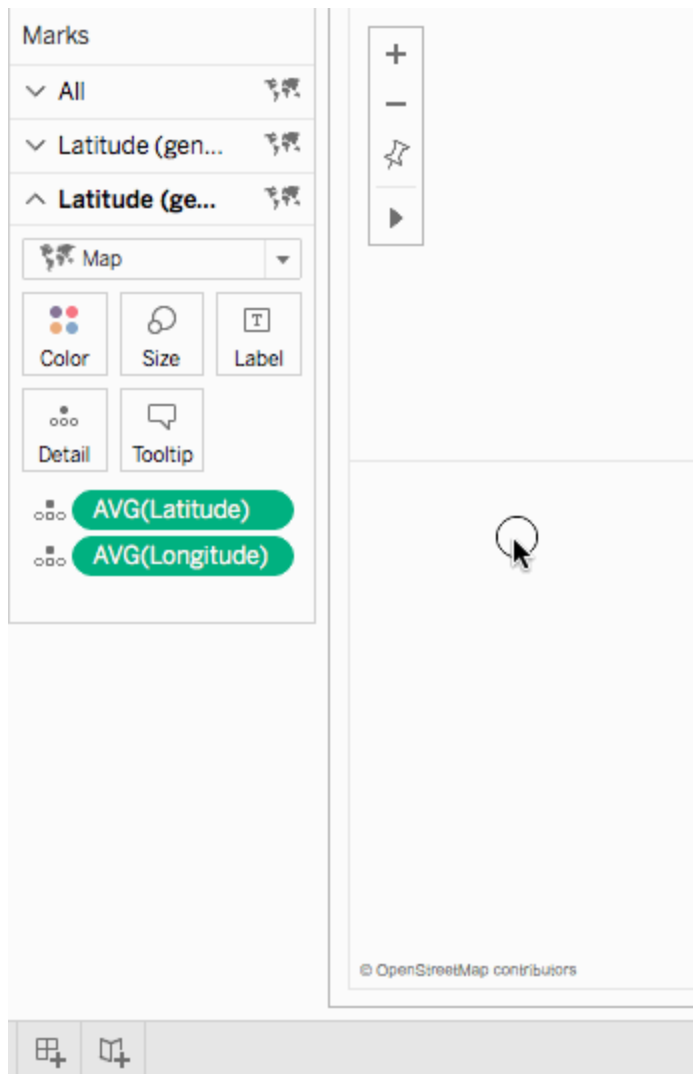 Marks
All
Latitude (gen...
Latitude (ge...
Map
Color Size Label
Detail Tooltip
AVG(Latitude)
AVG(Longitude)
© OpenStreetMap contributors